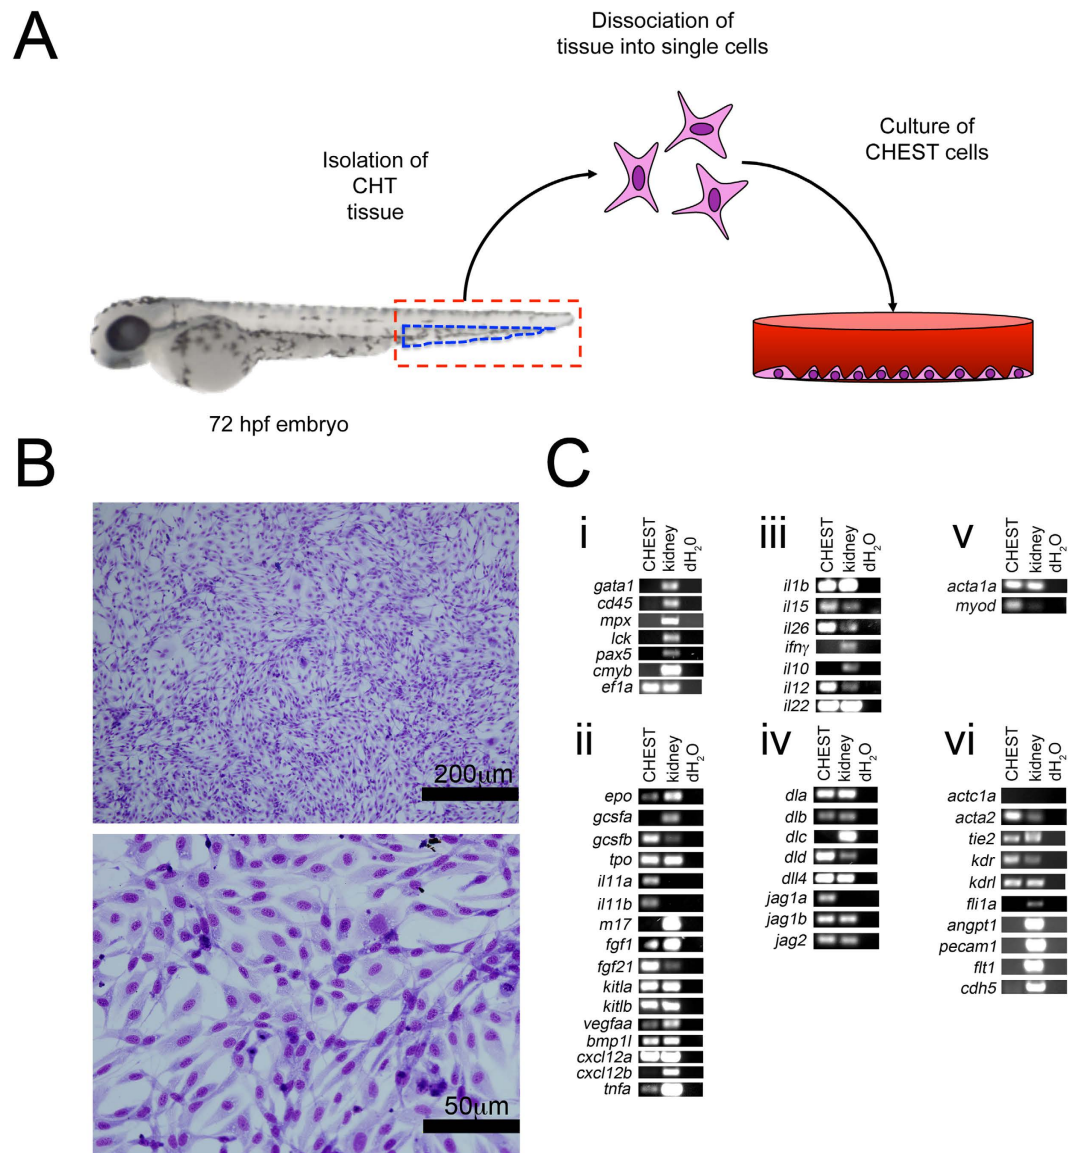 A
Dissociation of
tissue into single cells
Isolation of
CHT
tissue
Culture of
CHEST cells
72 hpf embryo
B
200μm
50μm
C
i
CHEST
kidney
dH₂0
gata1
cd45
mpx
lck
pax5
cmyb
ef1a
ii
CHEST
kidney
dH₂O
epo
gcsfa
gcsfb
tpo
il11a
il11b
m17
fgf1
fgf21
kitla
kitlb
vegfaa
bmp1l
cxcl12a
cxcl12b
tnfa
iii
CHEST
kidney
dH₂O
il1b
il15
il26
ifnγ
il10
il12
il22
iv
CHEST
kidney
dH₂O
dla
dlb
dlc
dld
dll4
jag1a
jag1b
jag2
v
CHEST
kidney
dH₂O
acta1a
myod
vi
CHEST
kidney
dH₂O
actc1a
acta2
tie2
kdr
kdrl
fli1a
angpt1
pecam1
flt1
cdh5